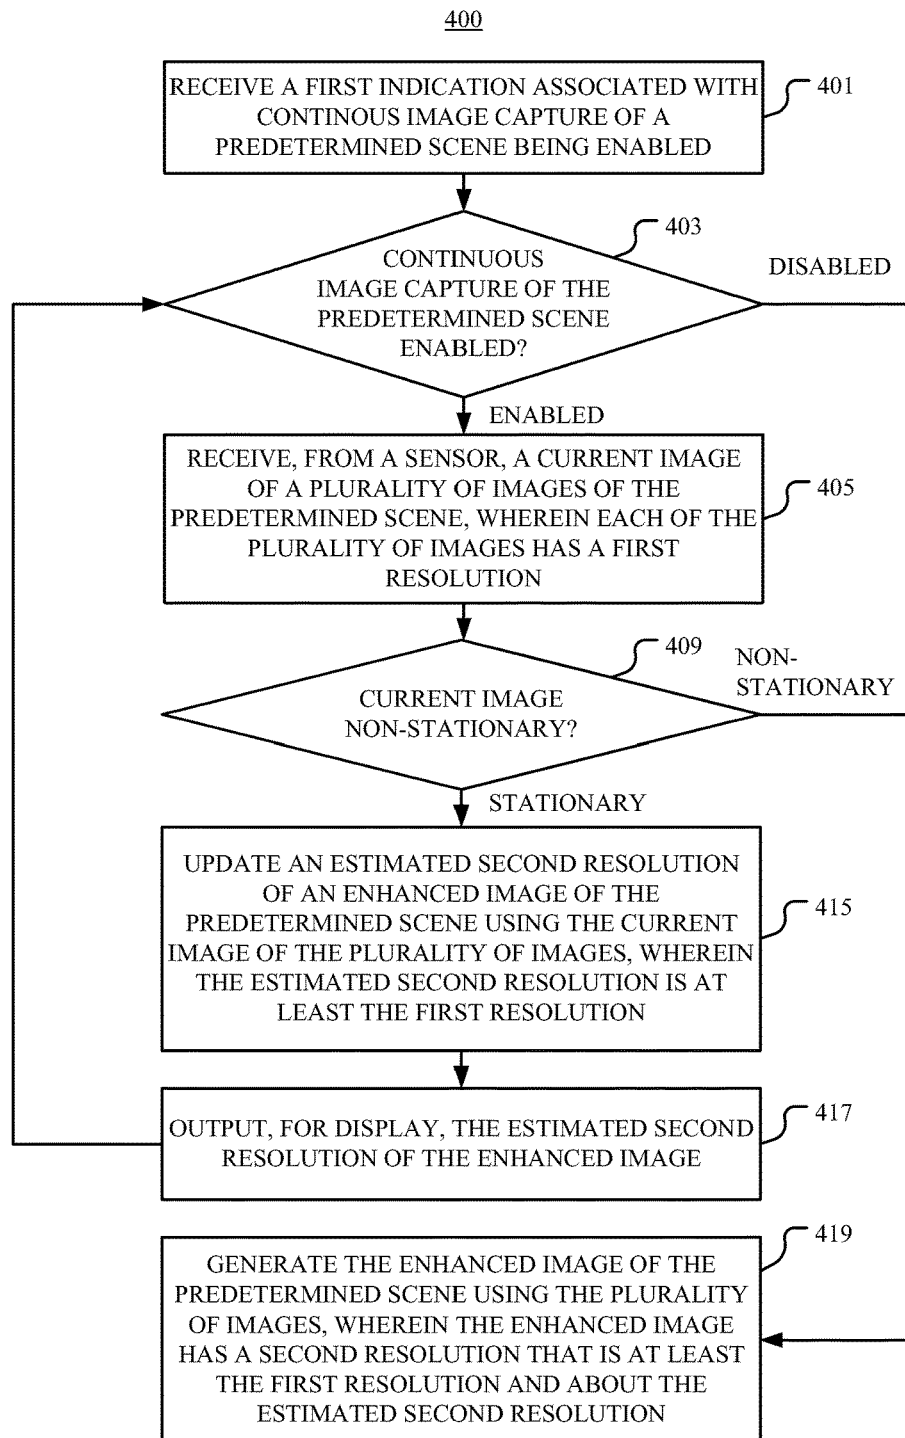 400
RECEIVE A FIRST INDICATION ASSOCIATED WITH
CONTINOUS IMAGE CAPTURE OF A
PREDETERMINED SCENE BEING ENABLED
401
CONTINUOUS
IMAGE CAPTURE OF THE
PREDETERMINED SCENE
ENABLED?
403
DISABLED
ENABLED
RECEIVE, FROM A SENSOR, A CURRENT IMAGE
OF A PLURALITY OF IMAGES OF THE
PREDETERMINED SCENE, WHEREIN EACH OF THE
PLURALITY OF IMAGES HAS A FIRST
RESOLUTION
405
CURRENT IMAGE
NON-STATIONARY?
409
NON-
STATIONARY
STATIONARY
UPDATE AN ESTIMATED SECOND RESOLUTION
OF AN ENHANCED IMAGE OF THE
PREDETERMINED SCENE USING THE CURRENT
IMAGE OF THE PLURALITY OF IMAGES, WHEREIN
THE ESTIMATED SECOND RESOLUTION IS AT
LEAST THE FIRST RESOLUTION
415
OUTPUT, FOR DISPLAY, THE ESTIMATED SECOND
RESOLUTION OF THE ENHANCED IMAGE
417
GENERATE THE ENHANCED IMAGE OF THE
PREDETERMINED SCENE USING THE PLURALITY
OF IMAGES, WHEREIN THE ENHANCED IMAGE
HAS A SECOND RESOLUTION THAT IS AT LEAST
THE FIRST RESOLUTION AND ABOUT THE
ESTIMATED SECOND RESOLUTION
419